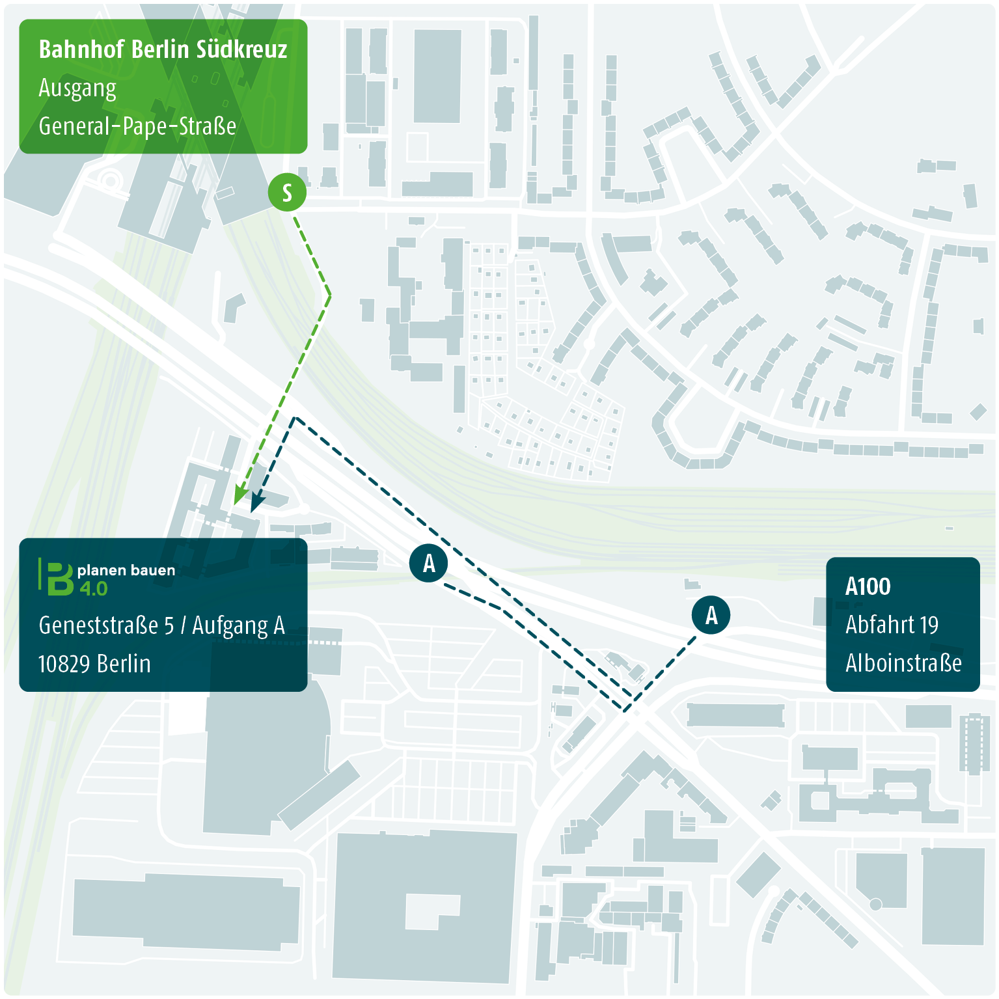 Bahnhof Berlin Südkreuz
Ausgang
General-Pape-Straße
S
planen bauen
4.0
Geneststraße 5 / Aufgang A
10829 Berlin
A
A
A100
Abfahrt 19
Alboinstraße